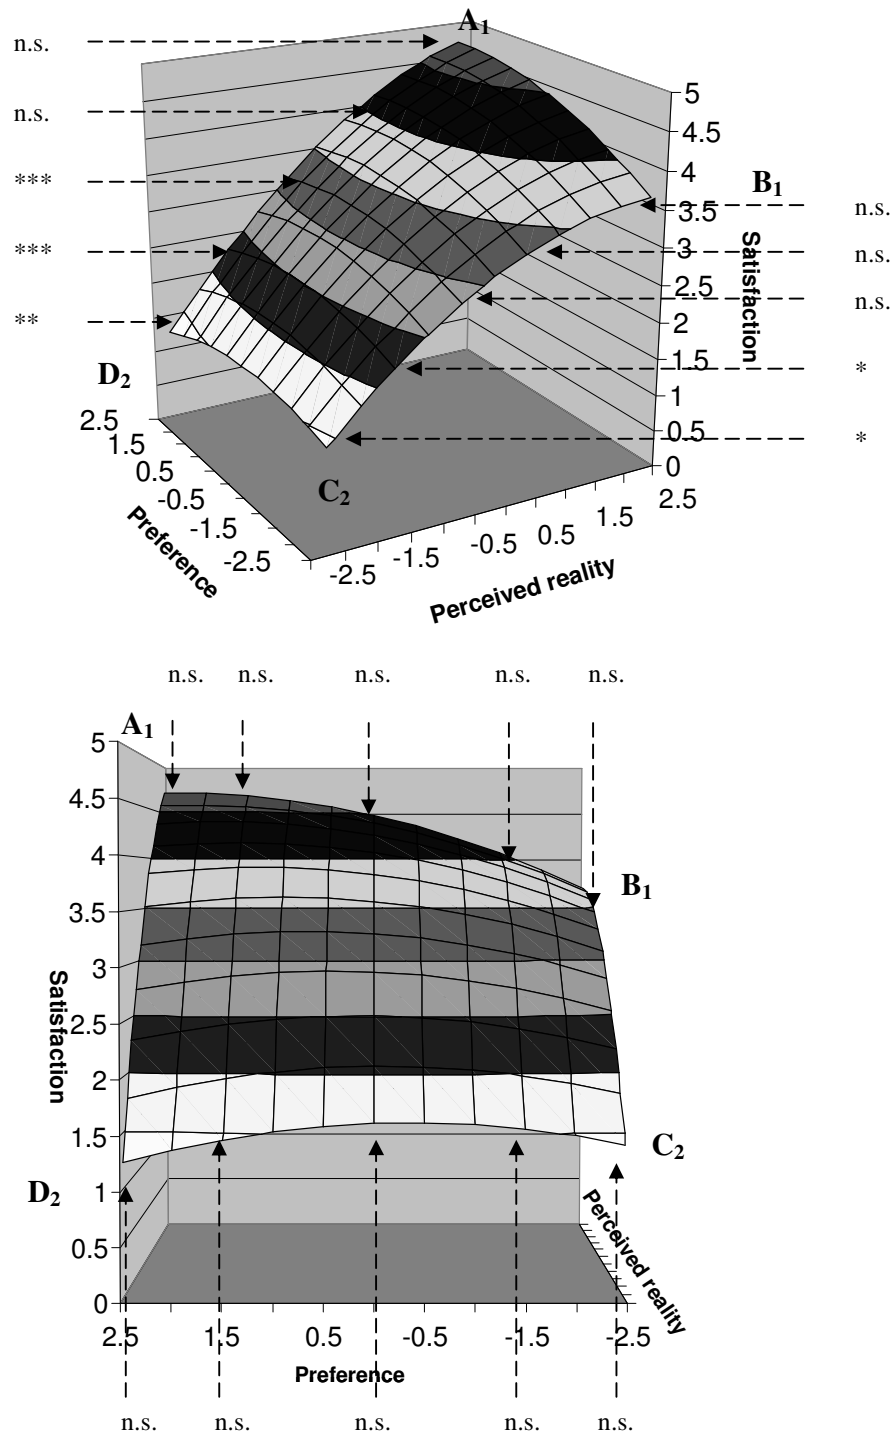 A1
n.s.
n.s.
***
***
**
D2
C2
B1
n.s.
n.s.
n.s.
*
*
5
4.5
4
3.5
3
2.5
2
1.5
1
0.5
0
Satisfaction
2.5
1.5
0.5
-0.5
-1.5
-2.5
Preference
-2.5
-1.5
-0.5
0.5
1.5
2.5
Perceived reality
n.s. n.s. n.s. n.s. n.s.
A1
5
4.5
4
3.5
3
2.5
2
1.5
1
0.5
0
Satisfaction
B1
C2
D2
Perceived reality
2.5 1.5 0.5 -0.5 -1.5 -2.5
Preference
n.s. n.s. n.s. n.s. n.s.